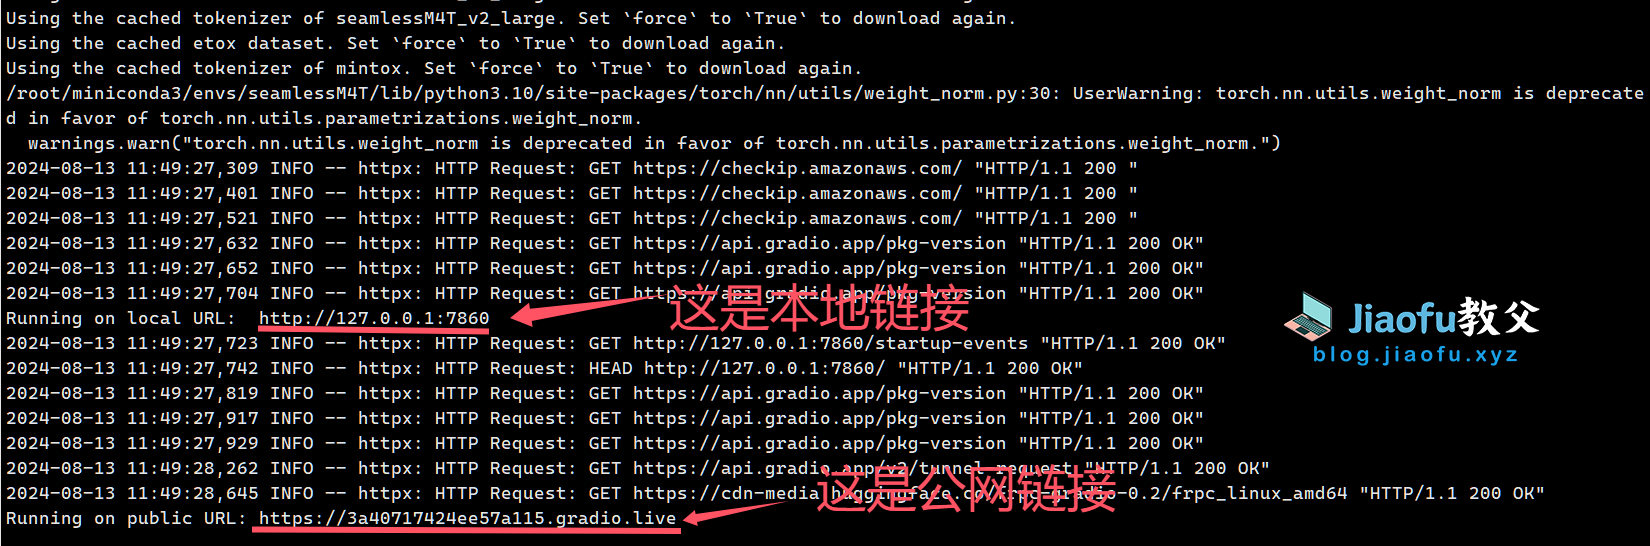 Using the cached tokenizer of seamlessM4T_v2_large. Set `force` to `True` to download again.
Using the cached etox dataset. Set `force` to `True` to download again.
Using the cached tokenizer of mintox. Set `force` to `True` to download again.
/root/miniconda3/envs/seamlessM4T/lib/python3.10/site-packages/torch/nn/utils/weight_norm.py:30: UserWarning: torch.nn.utils.weight_norm is deprecate
d in favor of torch.nn.utils.parametrizations.weight_norm.
  warnings.warn("torch.nn.utils.weight_norm is deprecated in favor of torch.nn.utils.parametrizations.weight_norm.")
2024-08-13 11:49:27,309 INFO -- httpx: HTTP Request: GET https://checkip.amazonaws.com/ "HTTP/1.1 200 "
2024-08-13 11:49:27,401 INFO -- httpx: HTTP Request: GET https://checkip.amazonaws.com/ "HTTP/1.1 200 "
2024-08-13 11:49:27,521 INFO -- httpx: HTTP Request: GET https://checkip.amazonaws.com/ "HTTP/1.1 200 "
2024-08-13 11:49:27,632 INFO -- httpx: HTTP Request: GET https://api.gradio.app/pkg-version "HTTP/1.1 200 OK"
2024-08-13 11:49:27,652 INFO -- httpx: HTTP Request: GET https://api.gradio.app/pkg-version "HTTP/1.1 200 OK"
2024-08-13 11:49:27,704 INFO -- httpx: HTTP Request: GET https://api.gradio.app/pkg-version "HTTP/1.1 200 OK"
这是本地链接
Jiaofu教父
Running on local URL:  http://127.0.0.1:7860
2024-08-13 11:49:27,723 INFO -- httpx: HTTP Request: GET http://127.0.0.1:7860/startup-events "HTTP/1.1 200 OK"
blog.jiaofu.xyz
2024-08-13 11:49:27,742 INFO -- httpx: HTTP Request: HEAD http://127.0.0.1:7860/ "HTTP/1.1 200 OK"
2024-08-13 11:49:27,819 INFO -- httpx: HTTP Request: GET https://api.gradio.app/pkg-version "HTTP/1.1 200 OK"
2024-08-13 11:49:27,917 INFO -- httpx: HTTP Request: GET https://api.gradio.app/pkg-version "HTTP/1.1 200 OK"
2024-08-13 11:49:27,929 INFO -- httpx: HTTP Request: GET https://api.gradio.app/pkg-version "HTTP/1.1 200 OK"
2024-08-13 11:49:28,262 INFO -- httpx: HTTP Request: GET https://api.gradio.app/v2/tunnel-request "HTTP/1.1 200 OK"
这是公网链接
2024-08-13 11:49:28,645 INFO -- httpx: HTTP Request: GET https://cdn-media.huggingface.co/frpc-gradio-0.2/frpc_linux_amd64 "HTTP/1.1 200 OK"
Running on public URL: https://3a40717424ee57a115.gradio.live